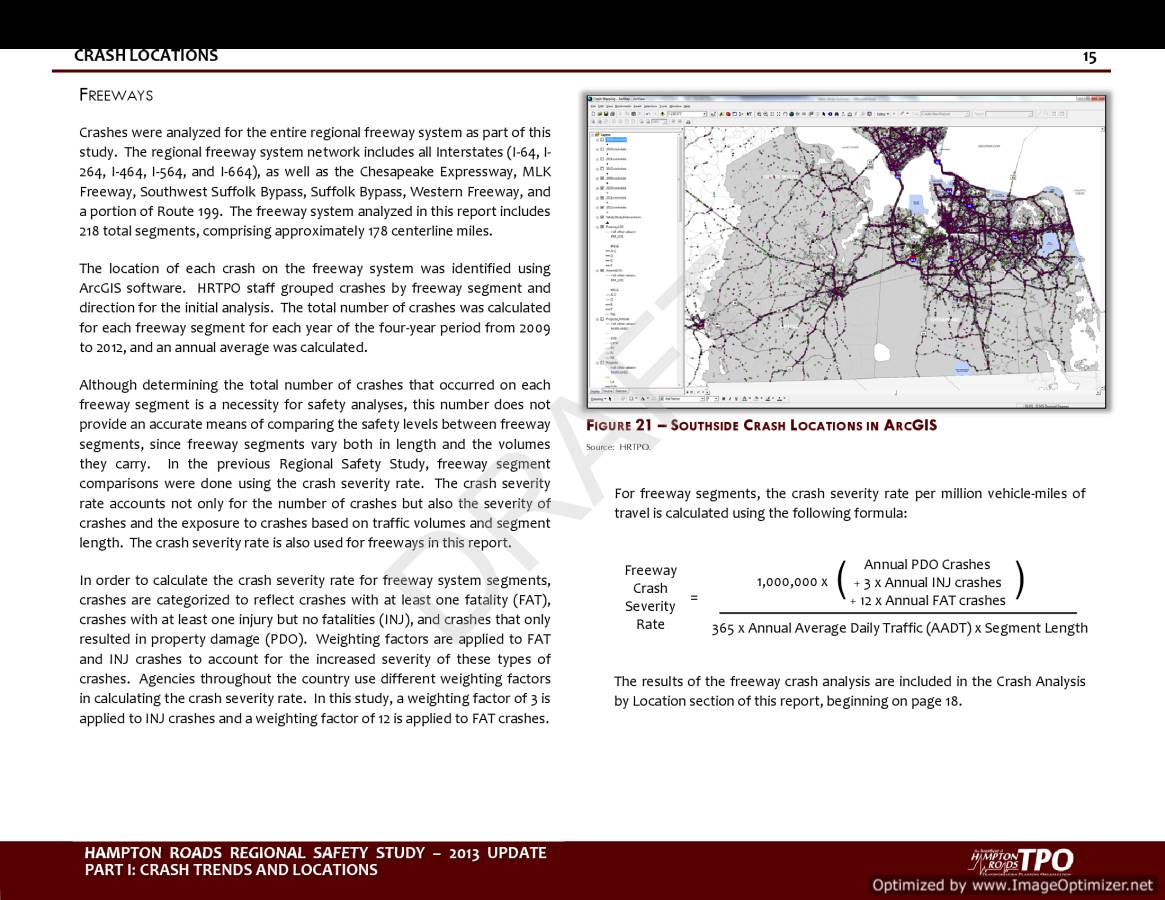 CRASH LOCATIONS 15
FREEWAYS
Crashes were analyzed for the entire regional freeway system as part of this
study. The regional freeway system network includes all Interstates (I-64, I-
264, I-464, I-564, and I-664), as well as the Chesapeake Expressway, MLK
Freeway, Southwest Suffolk Bypass, Suffolk Bypass, Western Freeway, and
a portion of Route 199. The freeway system analyzed in this report includes
218 total segments, comprising approximately 178 centerline miles.
The location of each crash on the freeway system was identified using
ArcGIS software. HRTPO staff grouped crashes by freeway segment and
direction for the initial analysis. The total number of crashes was calculated
for each freeway segment for each year of the four-year period from 2009
to 2012, and an annual average was calculated.
Although determining the total number of crashes that occurred on each
freeway segment is a necessity for safety analyses, this number does not
provide an accurate means of comparing the safety levels between freeway
segments, since freeway segments vary both in length and the volumes
they carry. In the previous Regional Safety Study, freeway segment
comparisons were done using the crash severity rate. The crash severity
rate accounts not only for the number of crashes but also the severity of
crashes and the exposure to crashes based on traffic volumes and segment
length. The crash severity rate is also used for freeways in this report.
In order to calculate the crash severity rate for freeway system segments,
crashes are categorized to reflect crashes with at least one fatality (FAT),
crashes with at least one injury but no fatalities (INJ), and crashes that only
resulted in property damage (PDO). Weighting factors are applied to FAT
and INJ crashes to account for the increased severity of these types of
crashes. Agencies throughout the country use different weighting factors
in calculating the crash severity rate. In this study, a weighting factor of 3 is
applied to INJ crashes and a weighting factor of 12 is applied to FAT crashes.
DRAFT
FIGURE 21 – SOUTHSIDE CRASH LOCATIONS IN ARCGIS
Source: HRTPO.
For freeway segments, the crash severity rate per million vehicle-miles of
travel is calculated using the following formula:
Freeway
Crash
Severity
Rate
=
1,000,000 x (
Annual PDO Crashes
+ 3 x Annual INJ crashes
+ 12 x Annual FAT crashes
)
365 x Annual Average Daily Traffic (AADT) x Segment Length
The results of the freeway crash analysis are included in the Crash Analysis
by Location section of this report, beginning on page 18.
HAMPTON ROADS REGIONAL SAFETY STUDY – 2013 UPDATE
PART I: CRASH TRENDS AND LOCATIONS
HAMPTON ROADS TPO
Optimized by www.ImageOptimizer.net